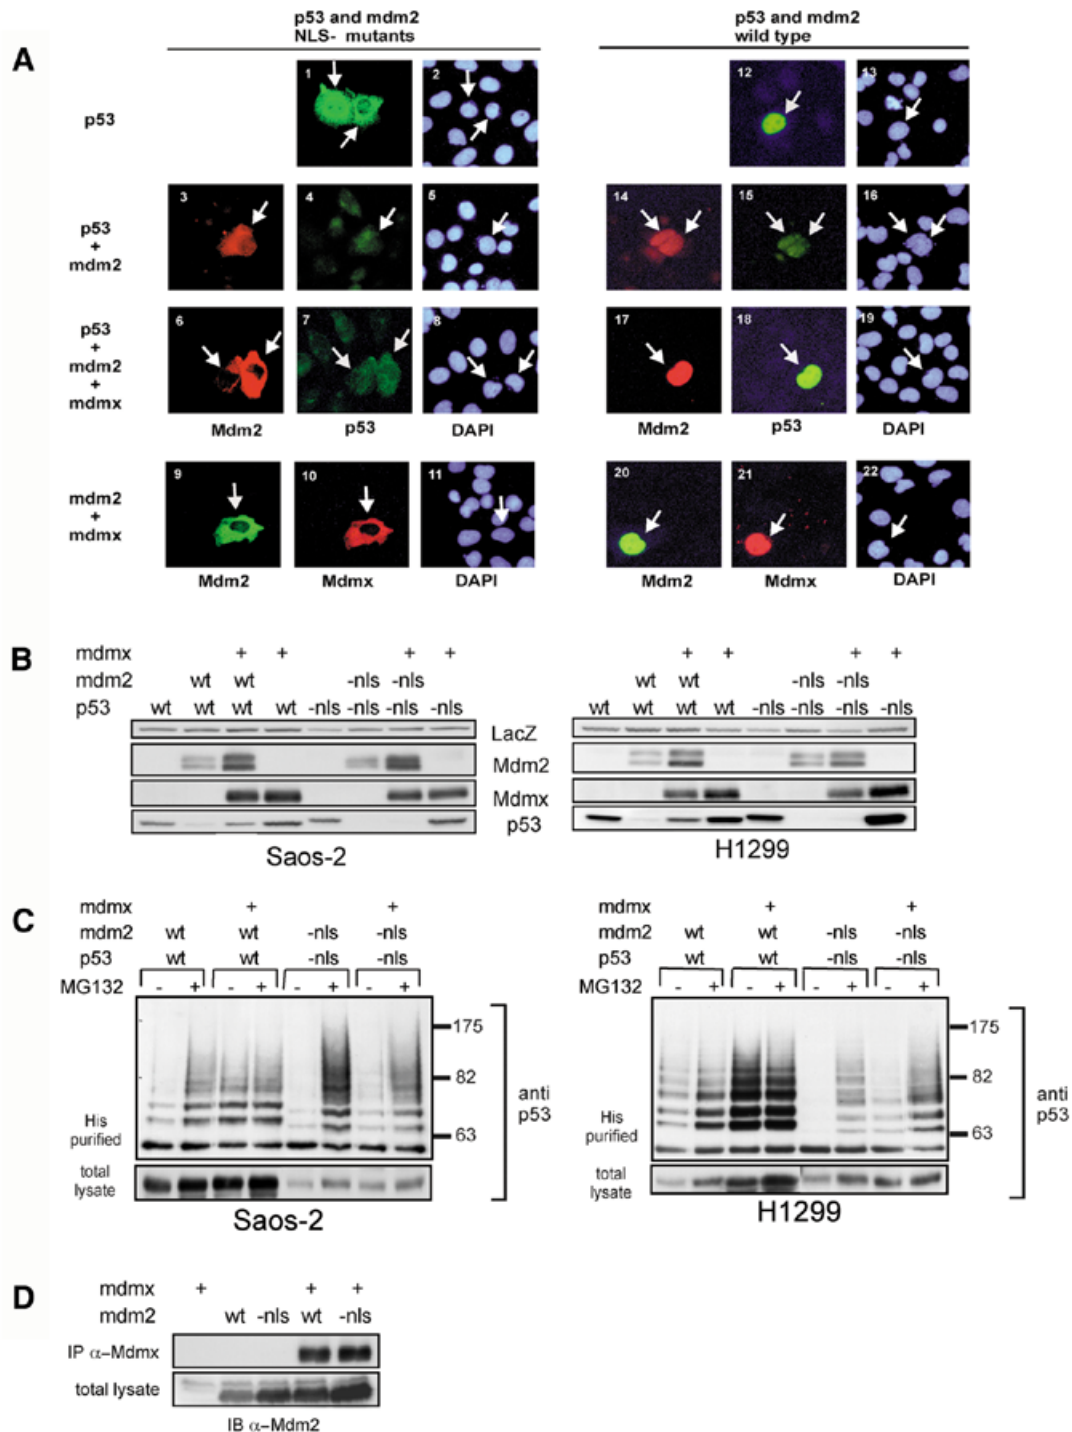 A
p53 and mdm2
NLS- mutants
p53 and mdm2
wild type
p53
1
2
12
13
p53
+
mdm2
3
4
5
14
15
16
p53
+
mdm2
+
mdmx
6
7
8
17
18
19
Mdm2 p53 DAPI Mdm2 p53 DAPI
mdm2
+
mdmx
9
10
11
20
21
22
Mdm2 Mdmx DAPI Mdm2 Mdmx DAPI
B
mdmx + + + + + + + +
mdm2 wt wt -nls -nls wt wt -nls -nls
p53 wt wt wt wt -nls -nls -nls -nls wt wt wt wt -nls -nls -nls -nls
LacZ
Mdm2
Mdmx
p53
Saos-2 H1299
C
mdmx + +
mdm2 wt wt -nls -nls
p53 wt wt -nls -nls
MG132 - + - + - + - +
175
82
63
His
purified
total
lysate
anti
p53
Saos-2
mdmx + +
mdm2 wt wt -nls -nls
p53 wt wt -nls -nls
MG132 - + - + - + - +
175
82
63
His
purified
total
lysate
anti
p53
H1299
D
mdmx + + +
mdm2 wt -nls wt -nls
IP α–Mdmx
total lysate
IB α–Mdm2